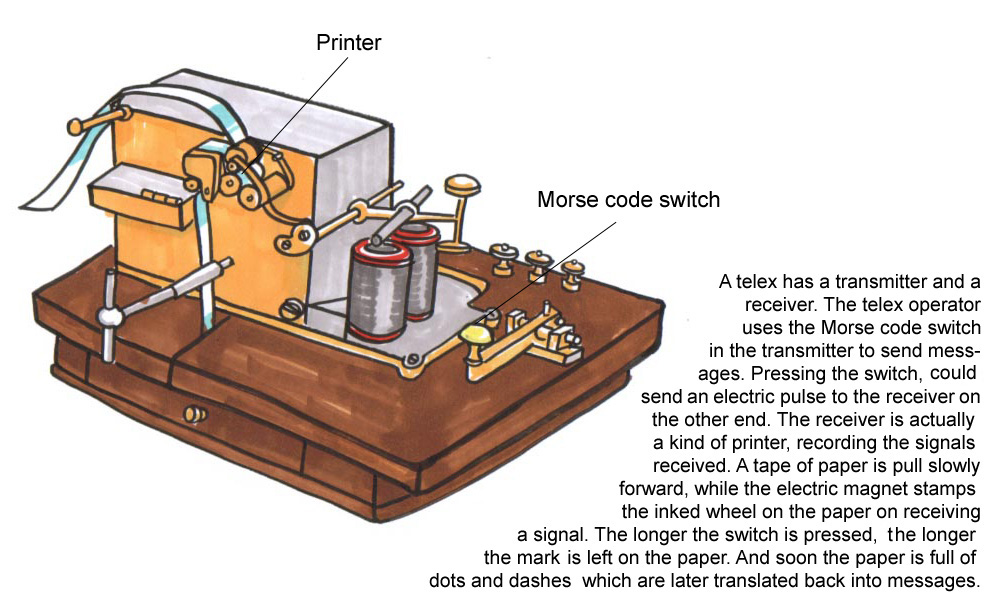 Printer
Morse code switch
A telex has a transmitter and a
receiver. The telex operator
uses the Morse code switch
in the transmitter to send mess-
ages. Pressing the switch, could
send an electric pulse to the receiver on
the other end. The receiver is actually
a kind of printer, recording the signals
received. A tape of paper is pull slowly
forward, while the electric magnet stamps
the inked wheel on the paper on receiving
a signal. The longer the switch is pressed, the longer
the mark is left on the paper. And soon the paper is full of
dots and dashes which are later translated back into messages.